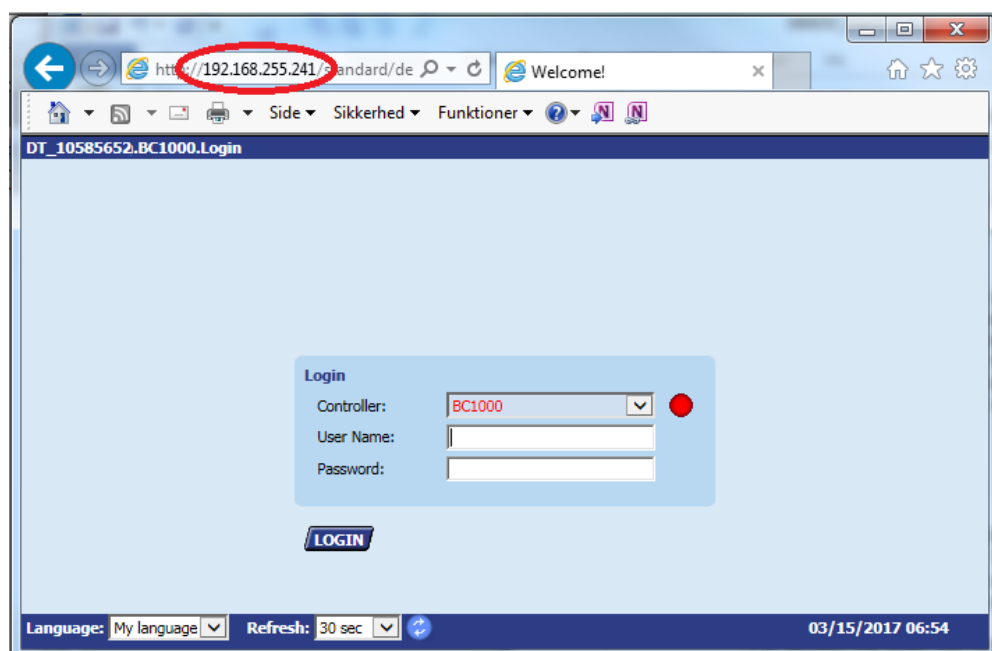 http://192.168.255.241/standard/de
Welcome!
Side Sikkerhed Funktioner
DT_10585652.BC1000.Login
Login
Controller: BC1000
User Name:
Password:
LOGIN
Language: My language Refresh: 30 sec 03/15/2017 06:54